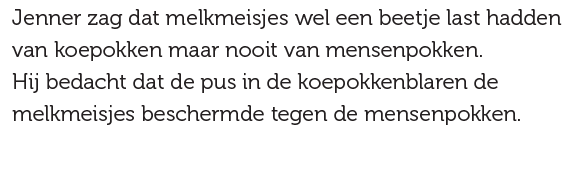 Jenner zag dat melkmeisjes wel een beetje last hadden
van koepokken maar nooit van mensenpokken.
Hij bedacht dat de pus in de koepokkenblaren de
melkmeisjes beschermde tegen de mensenpokken.